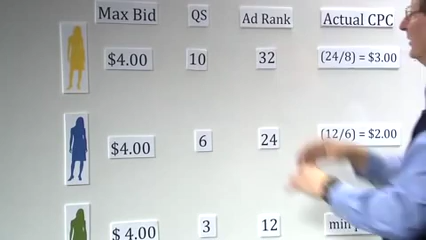 Max Bid QS Ad Rank Actual CPC
$4.00 10 32 (24/8) = $3.00
$4.00 6 24 (12/6) = $2.00
$ 4.00 3 12 min